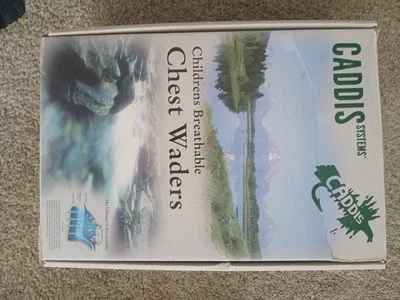 CADDIS
SYSTEMS®
CADDIS
Childrens Breathable
Chest Waders